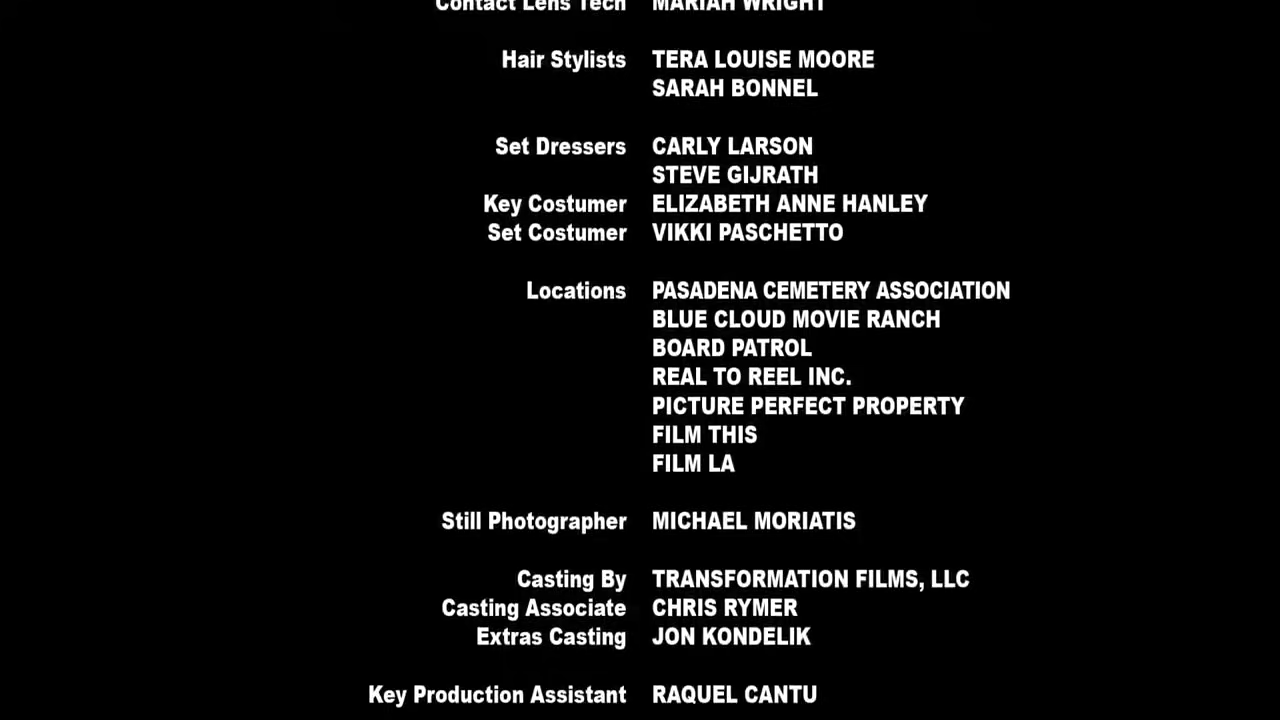 Contact Lens Tech MARIAH WRIGHT
Hair Stylists TERA LOUISE MOORE
SARAH BONNEL
Set Dressers CARLY LARSON
STEVE GIJRATH
Key Costumer ELIZABETH ANNE HANLEY
Set Costumer VIKKI PASCHETTO
Locations PASADENA CEMETERY ASSOCIATION
BLUE CLOUD MOVIE RANCH
BOARD PATROL
REAL TO REEL INC.
PICTURE PERFECT PROPERTY
FILM THIS
FILM LA
Still Photographer MICHAEL MORIATIS
Casting By TRANSFORMATION FILMS, LLC
Casting Associate CHRIS RYMER
Extras Casting JON KONDELIK
Key Production Assistant RAQUEL CANTU